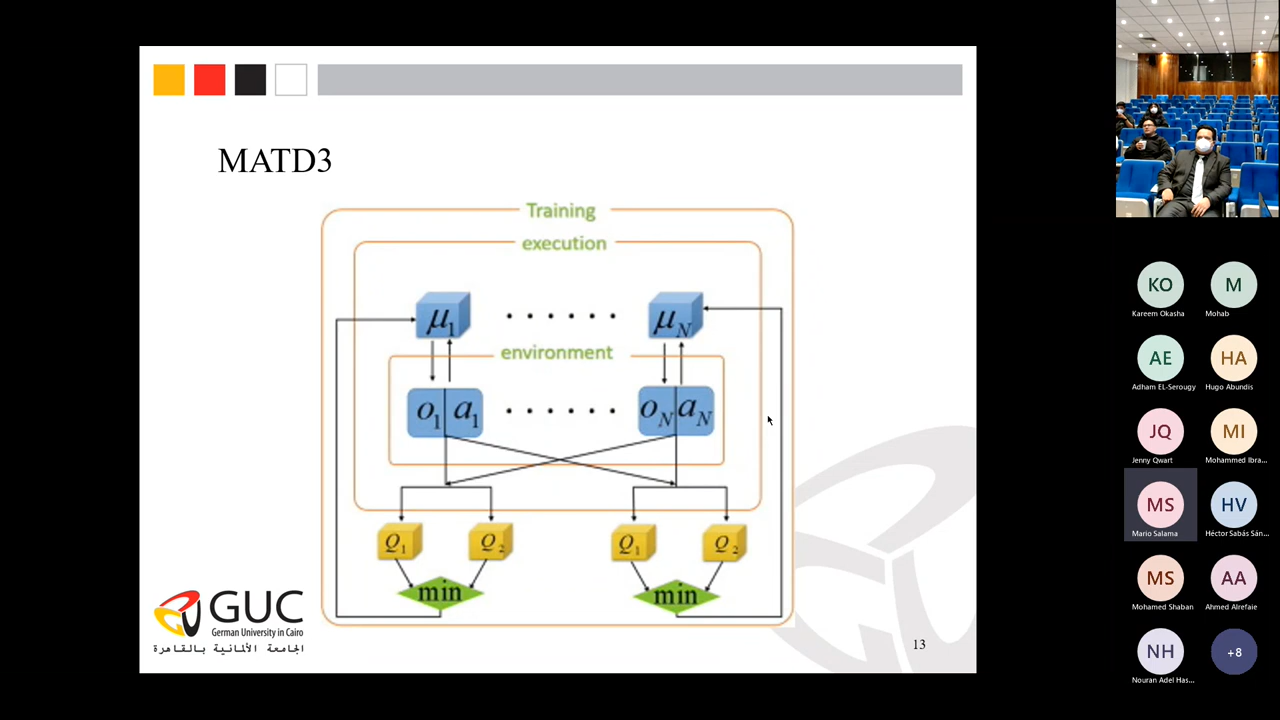 MATD3
Training
execution
μ1 . . . . . . μN
environment
o1 a1 . . . . . . oN aN
Q1 Q2 Q1 Q2
min min
GUC
German University in Cairo
الجامعة الألمانية بالقاهرة
13
KO M
Kareem Okasha Mohab
AE HA
Adham EL-Serougy Hugo Abundis
JQ MI
Jenny Qwart Mohammed Ibra...
MS HV
Mario Salama Héctor Sabás Sán...
MS AA
Mohamed Shaban Ahmed Alrefaie
NH +8
Nouran Adel Has...